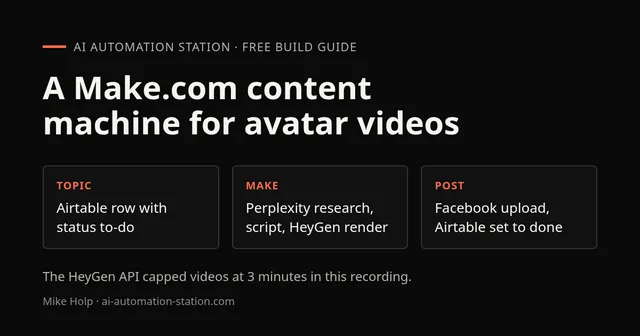 AI AUTOMATION STATION · FREE BUILD GUIDE
A Make.com content
machine for avatar videos
TOPIC
Airtable row with
status to-do
MAKE
Perplexity research,
script, HeyGen render
POST
Facebook upload,
Airtable set to done
The HeyGen API capped videos at 3 minutes in this recording.
Mike Holp · ai-automation-station.com